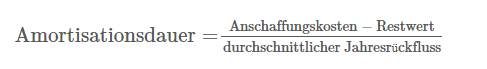 Amortisationsdauer = Anschaffungskosten − Restwert
durchschnittlicher Jahresrückfluss